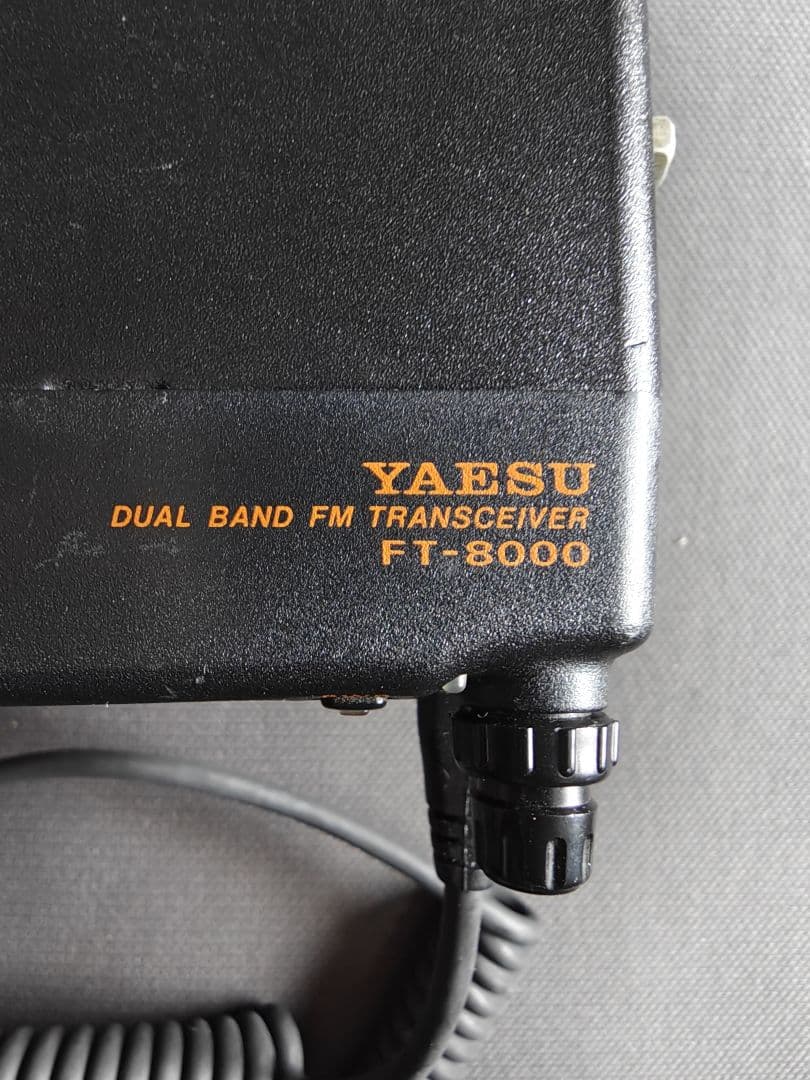 YAESU
DUAL BAND FM TRANSCEIVER
FT-8000